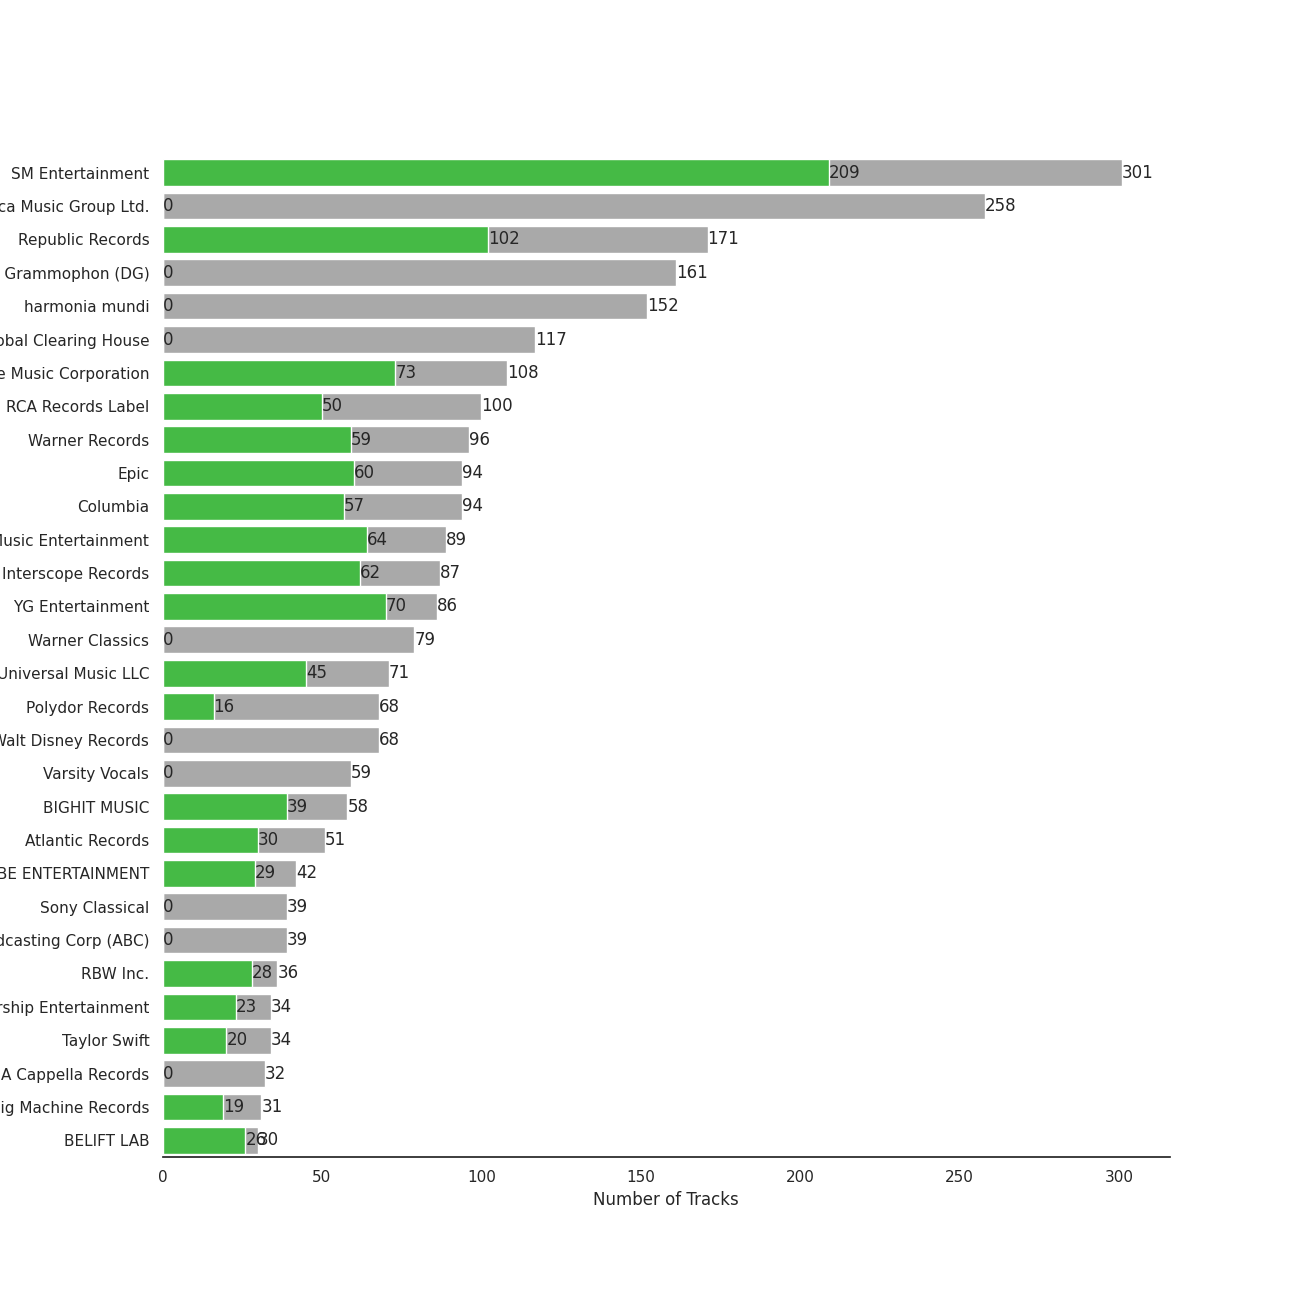 SM Entertainment 209 301
ca Music Group Ltd. 0 258
Republic Records 102 171
Grammophon (DG) 0 161
harmonia mundi 0 152
obal Clearing House 0 117
e Music Corporation 73 108
RCA Records Label 50 100
Warner Records 59 96
Epic 60 94
Columbia 57 94
Music Entertainment 64 89
Interscope Records 62 87
YG Entertainment 70 86
Warner Classics 0 79
Universal Music LLC 45 71
Polydor Records 16 68
Walt Disney Records 0 68
Varsity Vocals 0 59
BIGHIT MUSIC 39 58
Atlantic Records 30 51
BE ENTERTAINMENT 29 42
Sony Classical 0 39
dcasting Corp (ABC) 0 39
RBW Inc. 28 36
rship Entertainment 23 34
Taylor Swift 20 34
A Cappella Records 0 32
ig Machine Records 19 31
BELIFT LAB 26 30
0 50 100 150 200 250 300
Number of Tracks